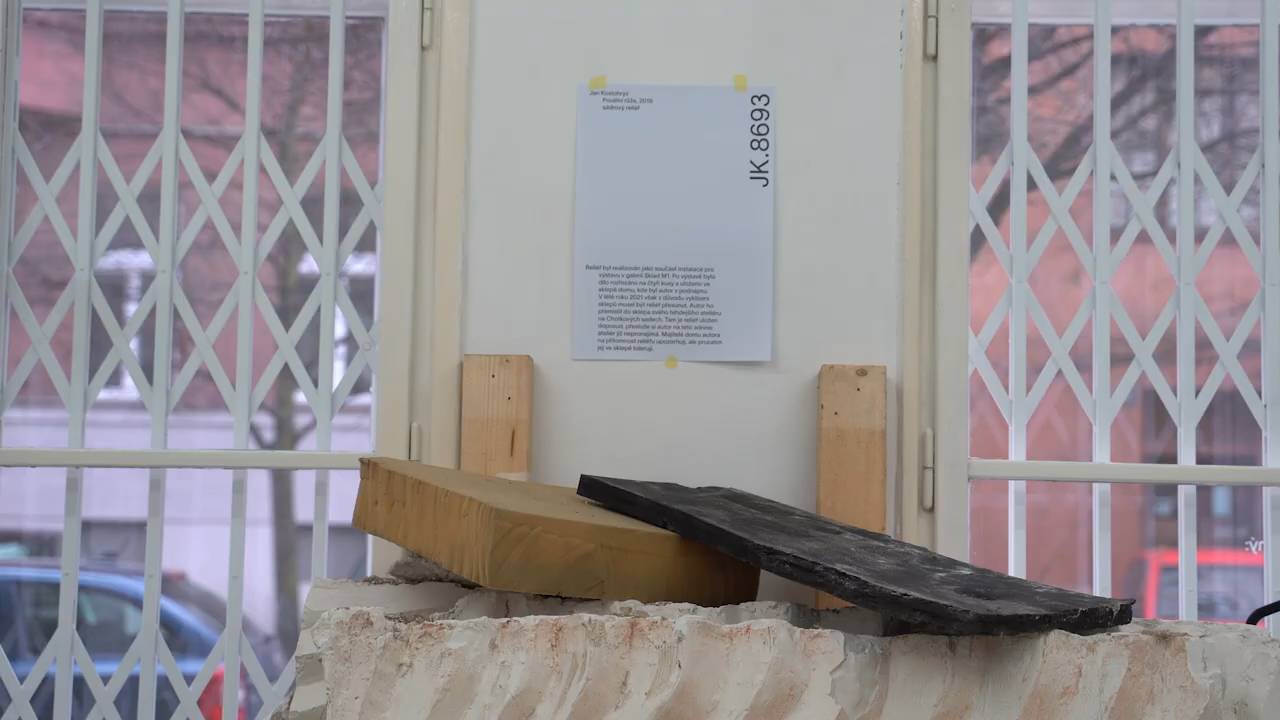 Jan Kostohryz
Pouliní růže, 2019
sádrový reliéf
JK.8693
Reliéf byl realizován jako součást instalace pro
výstavu v galerii Sklad M1. Po výstavě bylo
dílo rozřezáno na čtyři kusy a uloženo ve
sklepě domu, kde byl autor v podnájmu.
V létě roku 2021 však z důvodu vyklizení
sklepů musel být reliéf přesunut. Autor ho
přemístil do sklepa svého tehdejšího ateliéru
na Chotkových sadech. Tam je reliéf uložen
doposud, přestože si autor na této adrese
ateliér již nepronajímá. Majitelé domu autora
na přítomnost reliéfu upozorňují, ale prozatím
jej ve sklepě tolerují.